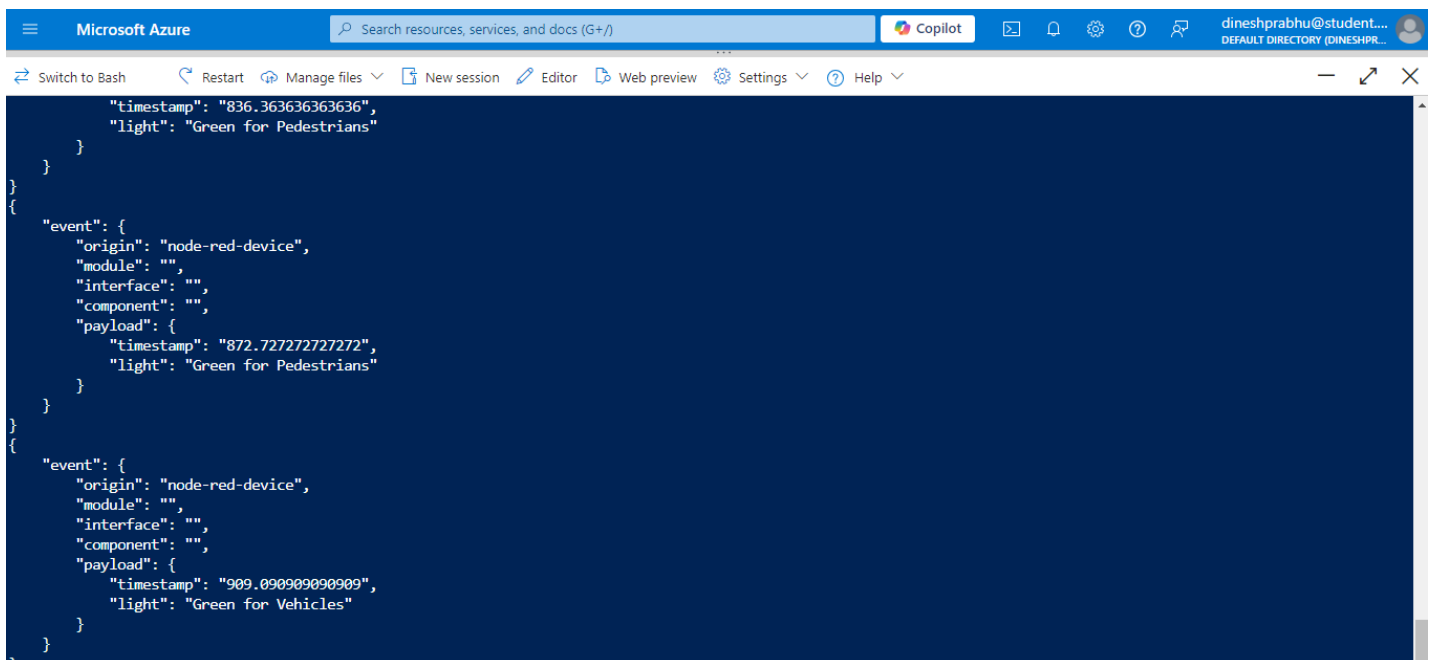 Microsoft Azure
Search resources, services, and docs (G+/)
Copilot
dineshprabhu@student....
DEFAULT DIRECTORY (DINESHPR...
Switch to Bash Restart Manage files New session Editor Web preview Settings Help
            "timestamp": "836.363636363636",
            "light": "Green for Pedestrians"
        }
    }
}
{
    "event": {
        "origin": "node-red-device",
        "module": "",
        "interface": "",
        "component": "",
        "payload": {
            "timestamp": "872.727272727272",
            "light": "Green for Pedestrians"
        }
    }
}
{
    "event": {
        "origin": "node-red-device",
        "module": "",
        "interface": "",
        "component": "",
        "payload": {
            "timestamp": "909.090909090909",
            "light": "Green for Vehicles"
        }
    }
}